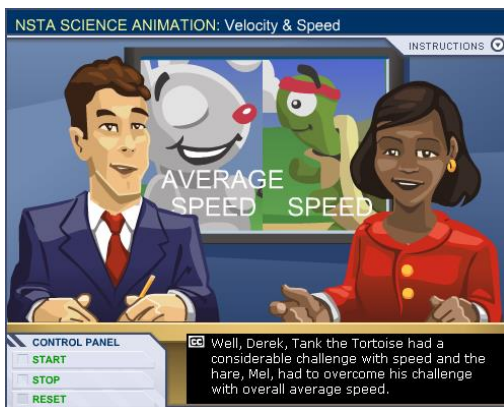 NSTA SCIENCE ANIMATION: Velocity & Speed
INSTRUCTIONS
AVERAGE
SPEED SPEED
CONTROL PANEL
START
STOP
RESET
CC Well, Derek, Tank the Tortoise had a
considerable challenge with speed and the
hare, Mel, had to overcome his challenge
with overall average speed.